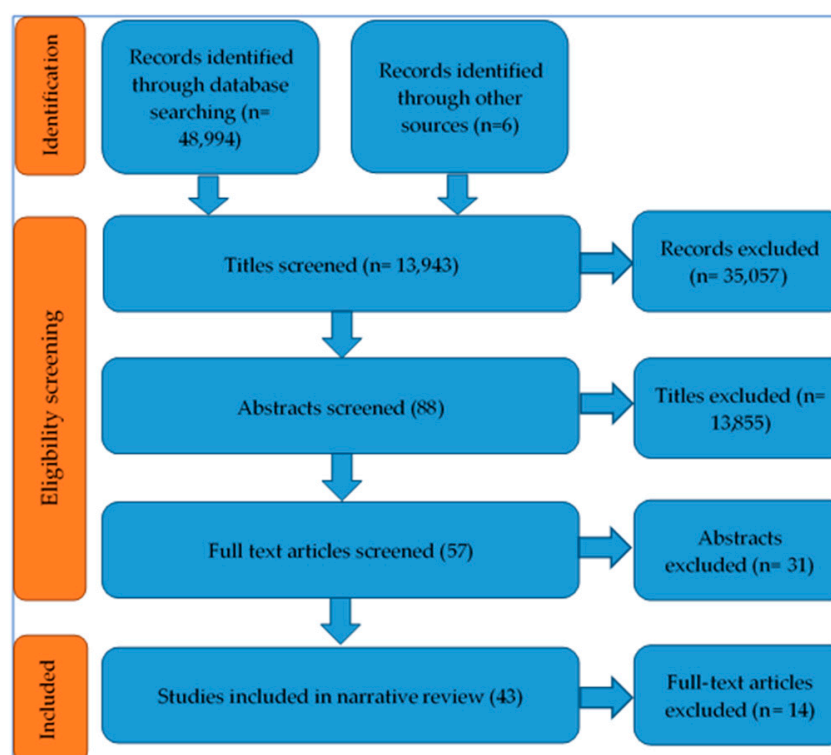 Identification
Records identified
through database
searching (n=
48,994)
Records identified
through other
sources (n=6)
Eligibility screening
Titles screened (n= 13,943)
Records excluded
(n= 35,057)
Abstracts screened (88)
Titles excluded (n=
13,855)
Full text articles screened (57)
Abstracts
excluded (n= 31)
Included
Studies included in narrative review (43)
Full-text articles
excluded (n= 14)